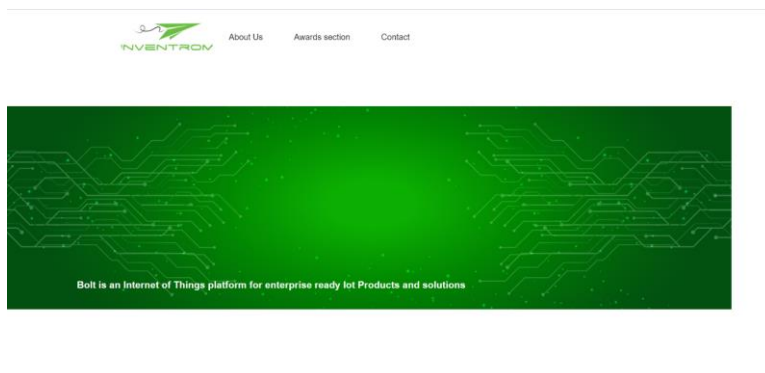 INVENTROM
About Us Awards section Contact
Bolt is an Internet of Things platform for enterprise ready Iot Products and solutions